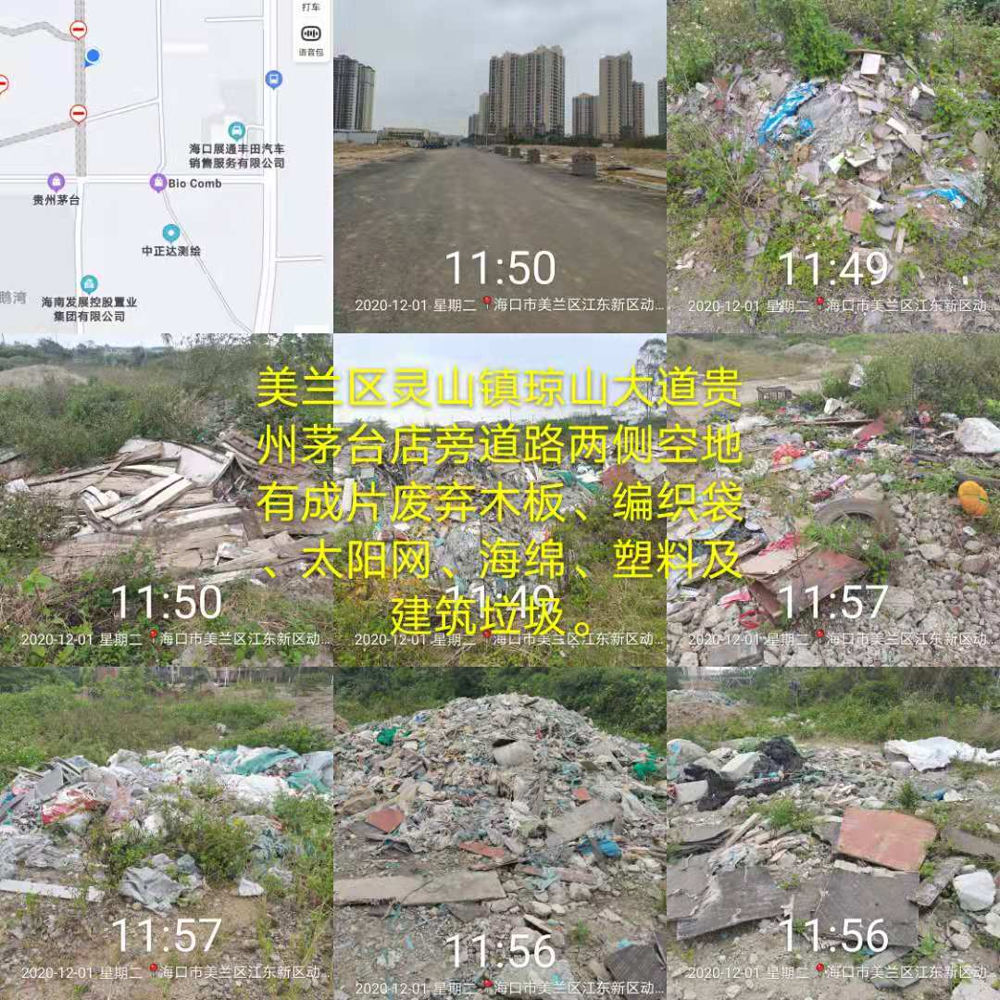 打车
语音包
海口展通丰田汽车
销售服务有限公司
贵州茅台
Bio Comb
中正达测绘
鹅湾
海南发展控股置业
集团有限公司
11:50
2020-12-01 星期二 海口市美兰区江东新区动...
11:49
2020-12-01 星期二 海口市美兰区江东新区动...
美兰区灵山镇琼山大道贵
州茅台店旁道路两侧空地
有成片废弃木板、编织袋
、太阳网、海绵、塑料及
建筑垃圾。
11:50
2020-12-01 星期二 海口市美兰区江东新区动...
11:49
2020-12-01 星期二 海口市美兰区江东新区动...
11:57
2020-12-01 星期二 海口市美兰区江东新区动...
11:57
2020-12-01 星期二 海口市美兰区江东新区动...
11:56
2020-12-01 星期二 海口市美兰区江东新区动...
11:56
2020-12-01 星期二 海口市美兰区江东新区动...